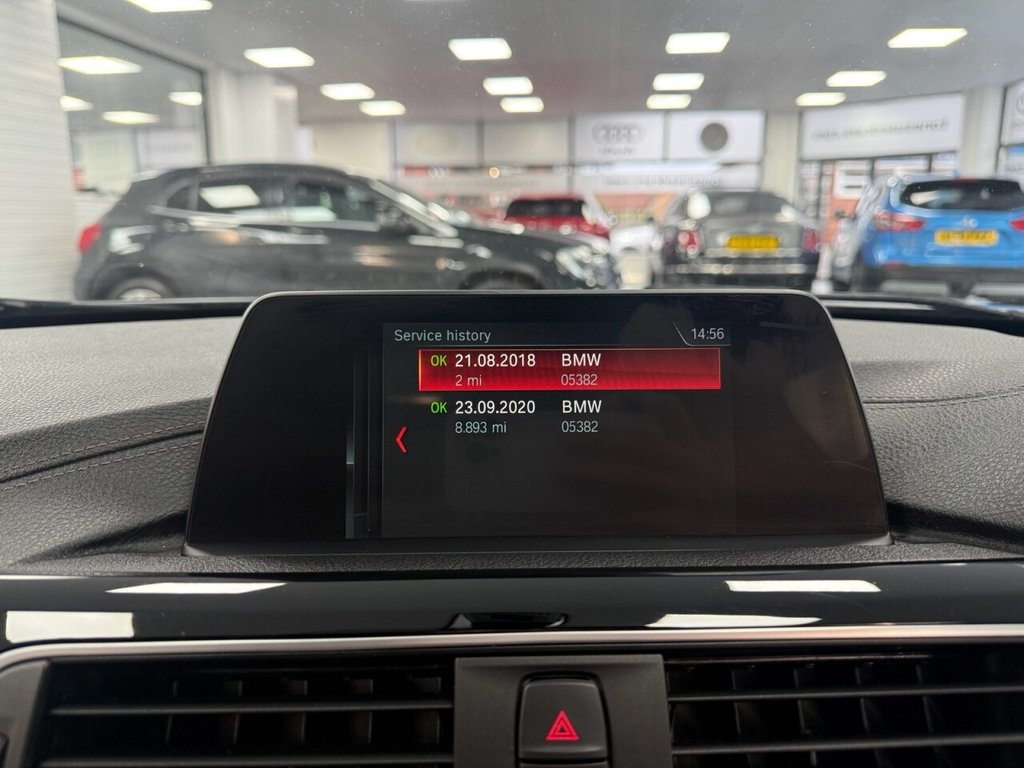 Service history
14:56
OK 21.08.2018 BMW
2 mi 05382
OK 23.09.2020 BMW
8.893 mi 05382